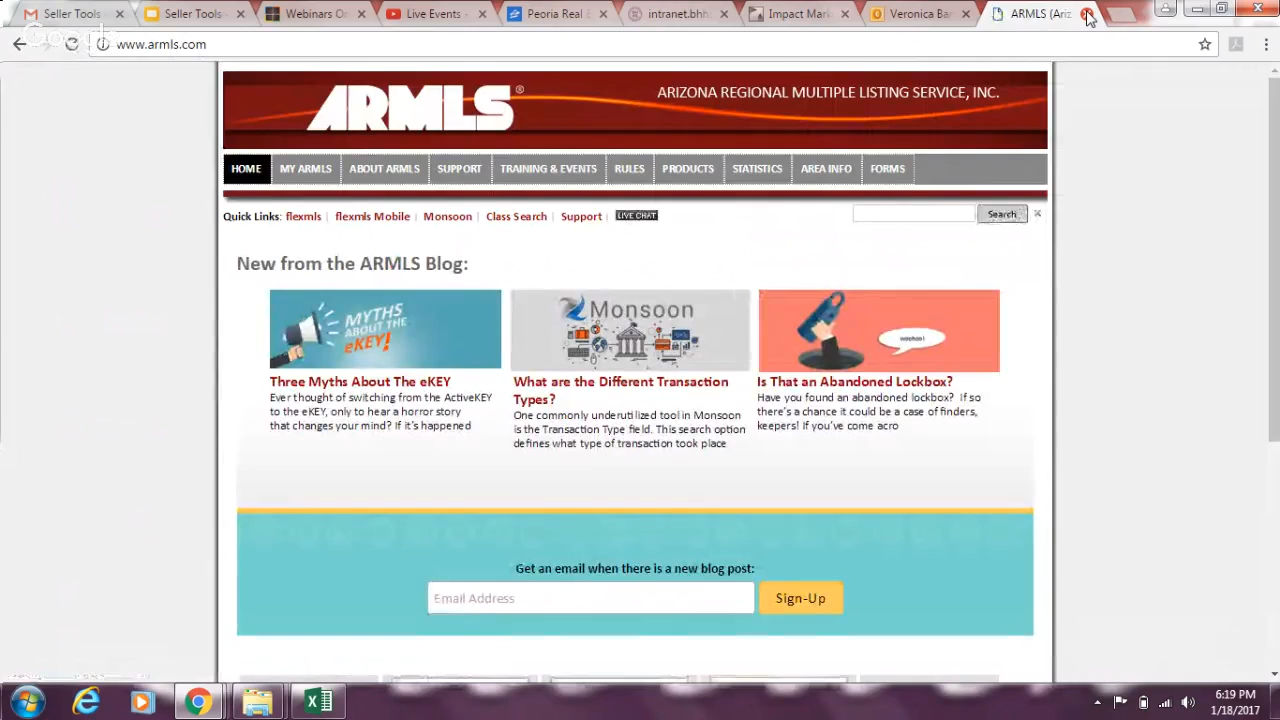 Seller Tools
Seller Tools -
Webinars On
Live Events -
Peoria Real E
intranet.bhh
Impact Mark
Veronica Bar
ARMLS (Ariz
www.armls.com
ARMLS®
ARIZONA REGIONAL MULTIPLE LISTING SERVICE, INC.
HOME
MY ARMLS
ABOUT ARMLS
SUPPORT
TRAINING & EVENTS
RULES
PRODUCTS
STATISTICS
AREA INFO
FORMS
Quick Links: flexmls | flexmls Mobile | Monsoon | Class Search | Support | LIVE CHAT
Search
New from the ARMLS Blog:
MYTHS
ABOUT THE
eKEY!
Monsoon
woohoo!
Three Myths About The eKEY
Ever thought of switching from the ActiveKEY
to the eKEY, only to hear a horror story
that changes your mind? If it's happened
What are the Different Transaction
Types?
One commonly underutilized tool in Monsoon
is the Transaction Type field. This search option
defines what type of transaction took place
Is That an Abandoned Lockbox?
Have you found an abandoned lockbox? If so
there's a chance it could be a case of finders,
keepers! If you've come acro
Get an email when there is a new blog post:
Email Address
Sign-Up
6:19 PM
1/18/2017